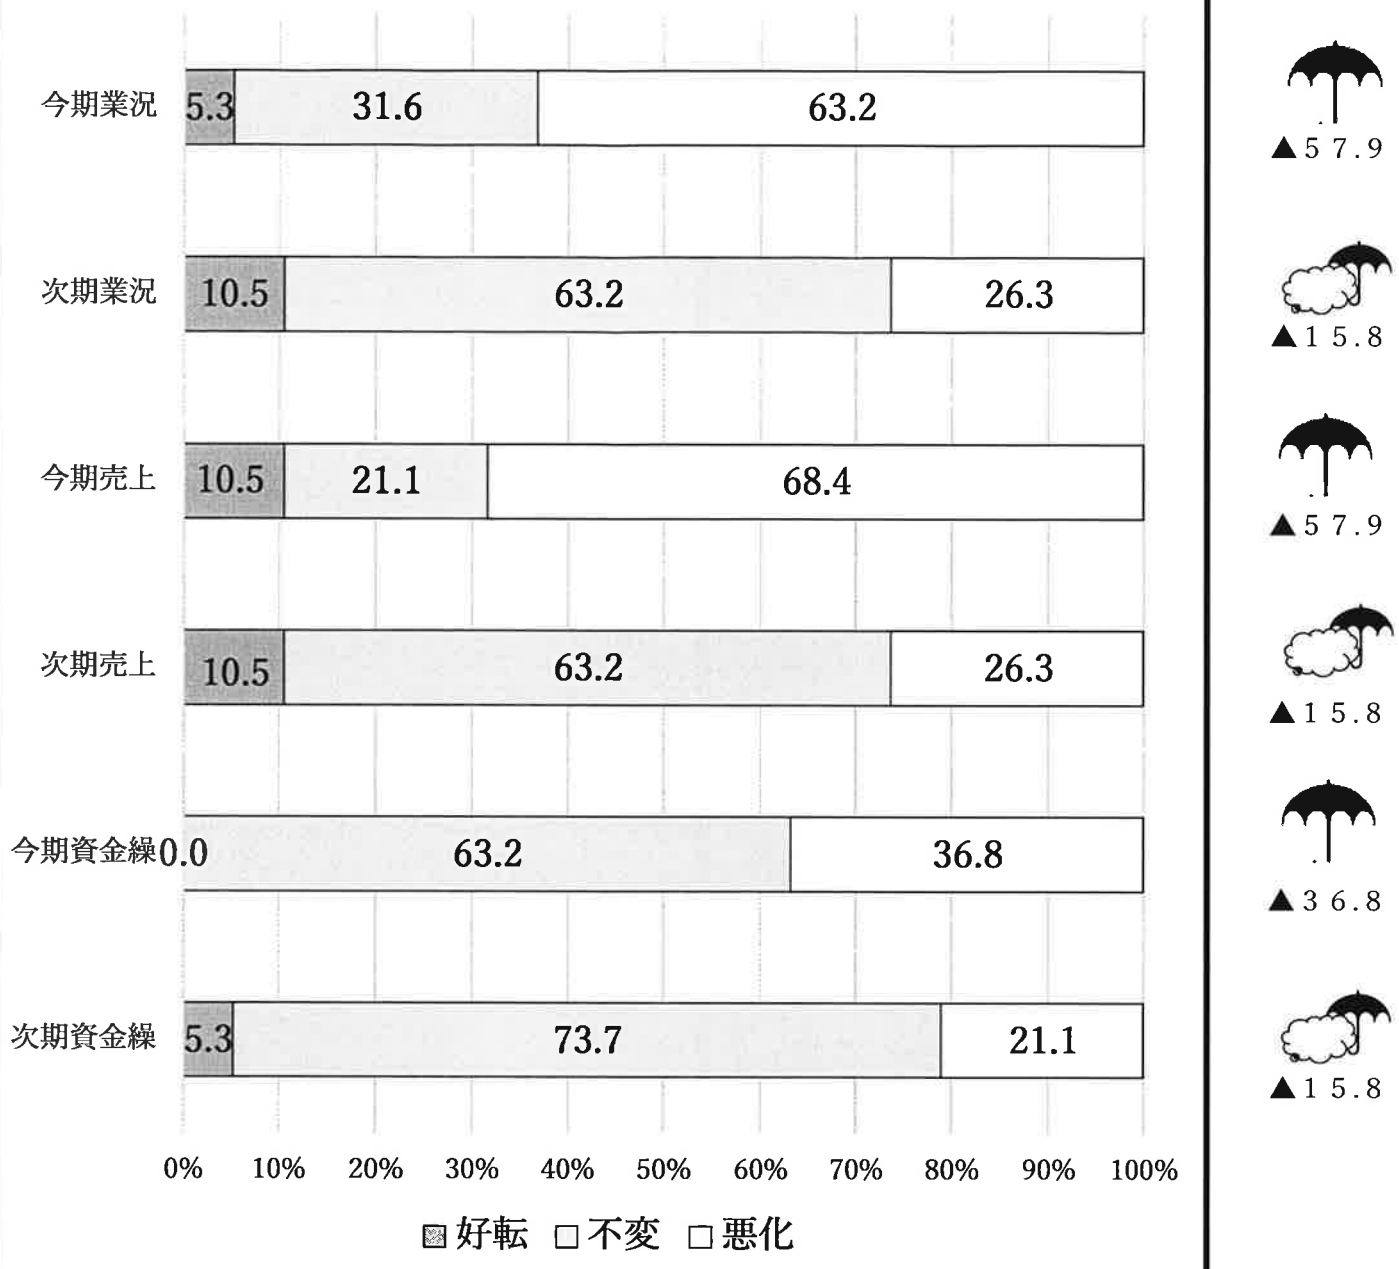 今期業況 5.3 31.6 63.2 ▲57.9
次期業況 10.5 63.2 26.3 ▲15.8
今期売上 10.5 21.1 68.4 ▲57.9
次期売上 10.5 63.2 26.3 ▲15.8
今期資金繰 0.0 63.2 36.8 ▲36.8
次期資金繰 5.3 73.7 21.1 ▲15.8
0% 10% 20% 30% 40% 50% 60% 70% 80% 90% 100%
好転 不変 悪化